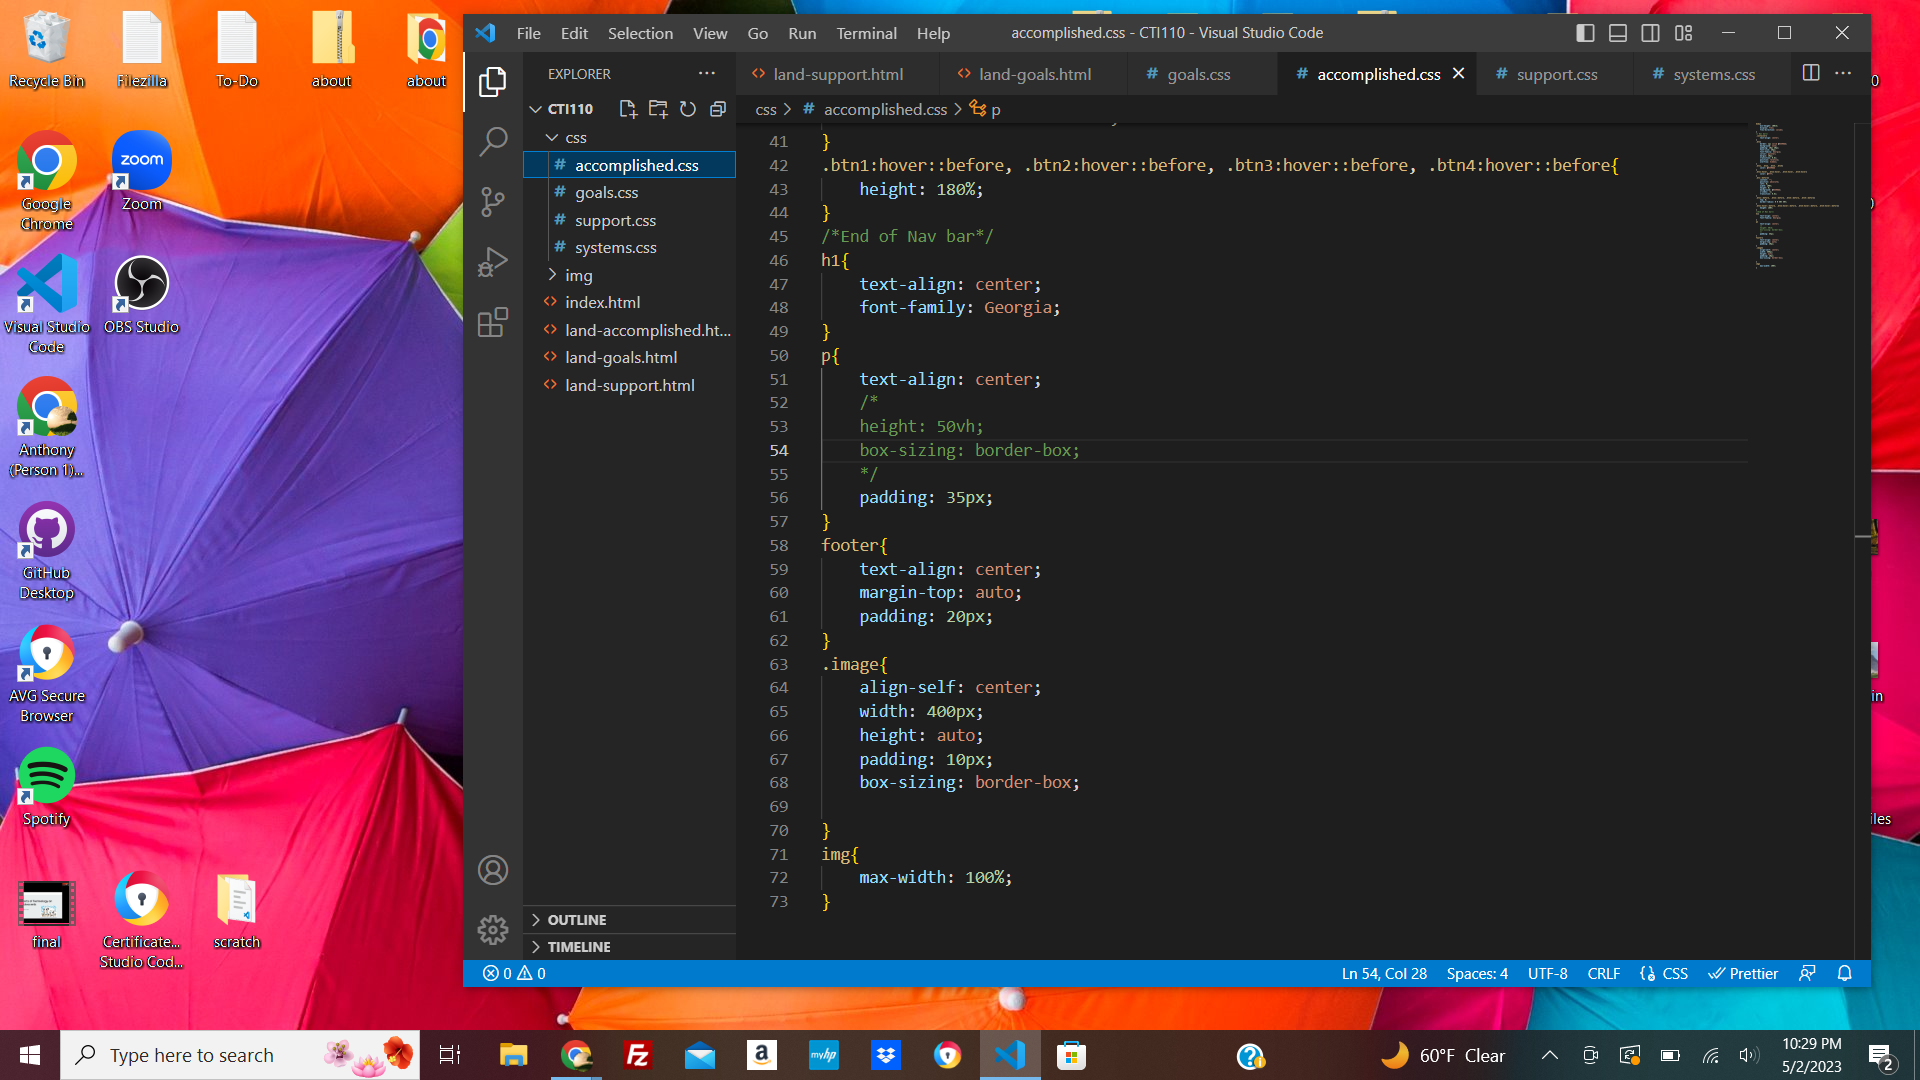 Recycle Bin
Filezilla
To-Do
about
about
Google
Chrome
Zoom
Visual Studio
Code
OBS Studio
Anthony
(Person 1)...
GitHub
Desktop
AVG Secure
Browser
Spotify
final
Certificate...
Studio Cod...
scratch
File Edit Selection View Go Run Terminal Help
accomplished.css - CTI110 - Visual Studio Code
EXPLORER
CTI110
css
# accomplished.css
# goals.css
# support.css
# systems.css
img
<> index.html
<> land-accomplished.ht...
<> land-goals.html
<> land-support.html
OUTLINE
TIMELINE
<> land-support.html
<> land-goals.html
# goals.css
# accomplished.css
# support.css
# systems.css
css > # accomplished.css > p
41 }
42 .btn1:hover::before, .btn2:hover::before, .btn3:hover::before, .btn4:hover::before{
43 height: 180%;
44 }
45 /*End of Nav bar*/
46 h1{
47 text-align: center;
48 font-family: Georgia;
49 }
50 p{
51 text-align: center;
52 /*
53 height: 50vh;
54 box-sizing: border-box;
55 */
56 padding: 35px;
57 }
58 footer{
59 text-align: center;
60 margin-top: auto;
61 padding: 20px;
62 }
63 .image{
64 align-self: center;
65 width: 400px;
66 height: auto;
67 padding: 10px;
68 box-sizing: border-box;
69
70 }
71 img{
72 max-width: 100%;
73 }
0 0
Ln 54, Col 28 Spaces: 4 UTF-8 CRLF CSS Prettier
Type here to search
zoom
Fz
a
myhp
60°F Clear
10:29 PM
5/2/2023
2